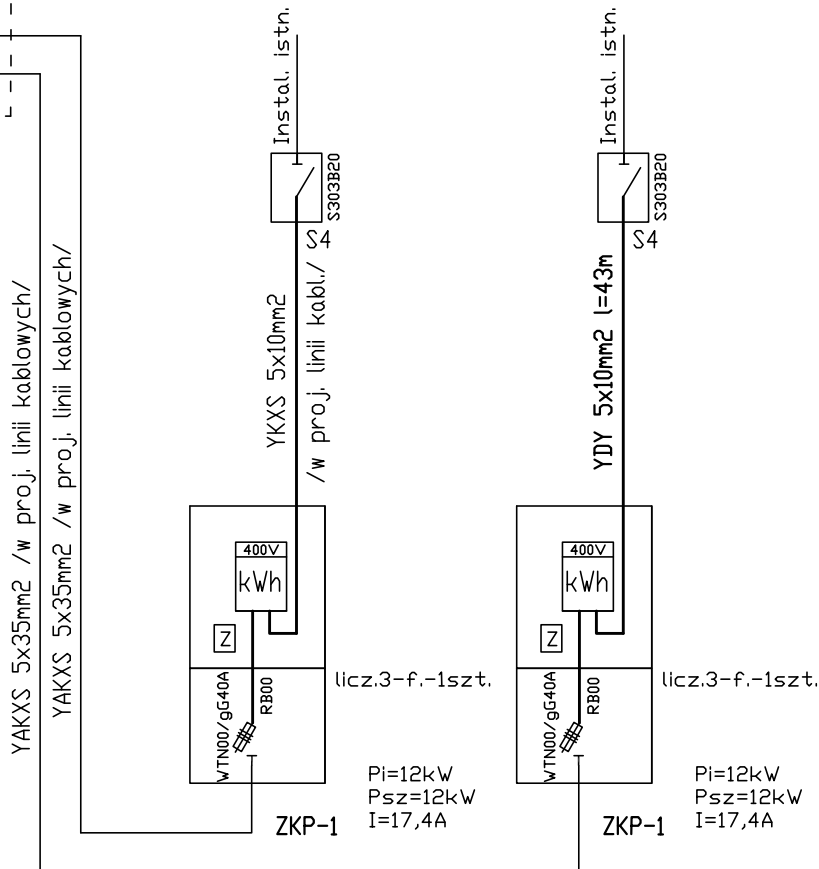 YAKXS 5x35mm2 /w proj. linii kablowych/
YAKXS 5x35mm2 /w proj. linii kablowych/
Instal. istn.
S303B20
S4
YKXS 5x10mm2
/w proj. linii kabl./
400V
kWh
Z
licz.3-f.-1szt.
WTN00/gG40A
RB00
Pi=12kW
Psz=12kW
I=17,4A
ZKP-1
Instal. istn.
S303B20
S4
YDY 5x10mm2 l=43m
400V
kWh
Z
licz.3-f.-1szt.
WTN00/gG40A
RB00
Pi=12kW
Psz=12kW
I=17,4A
ZKP-1